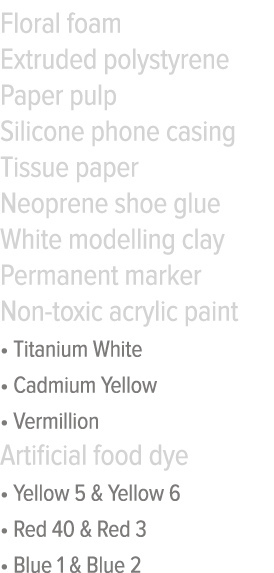 Floral foam
Extruded polystyrene
Paper pulp
Silicone phone casing
Tissue paper
Neoprene shoe glue
White modelling clay
Permanent marker
Non-toxic acrylic paint
• Titanium White
• Cadmium Yellow
• Vermillion
Artificial food dye
• Yellow 5 & Yellow 6
• Red 40 & Red 3
• Blue 1 & Blue 2